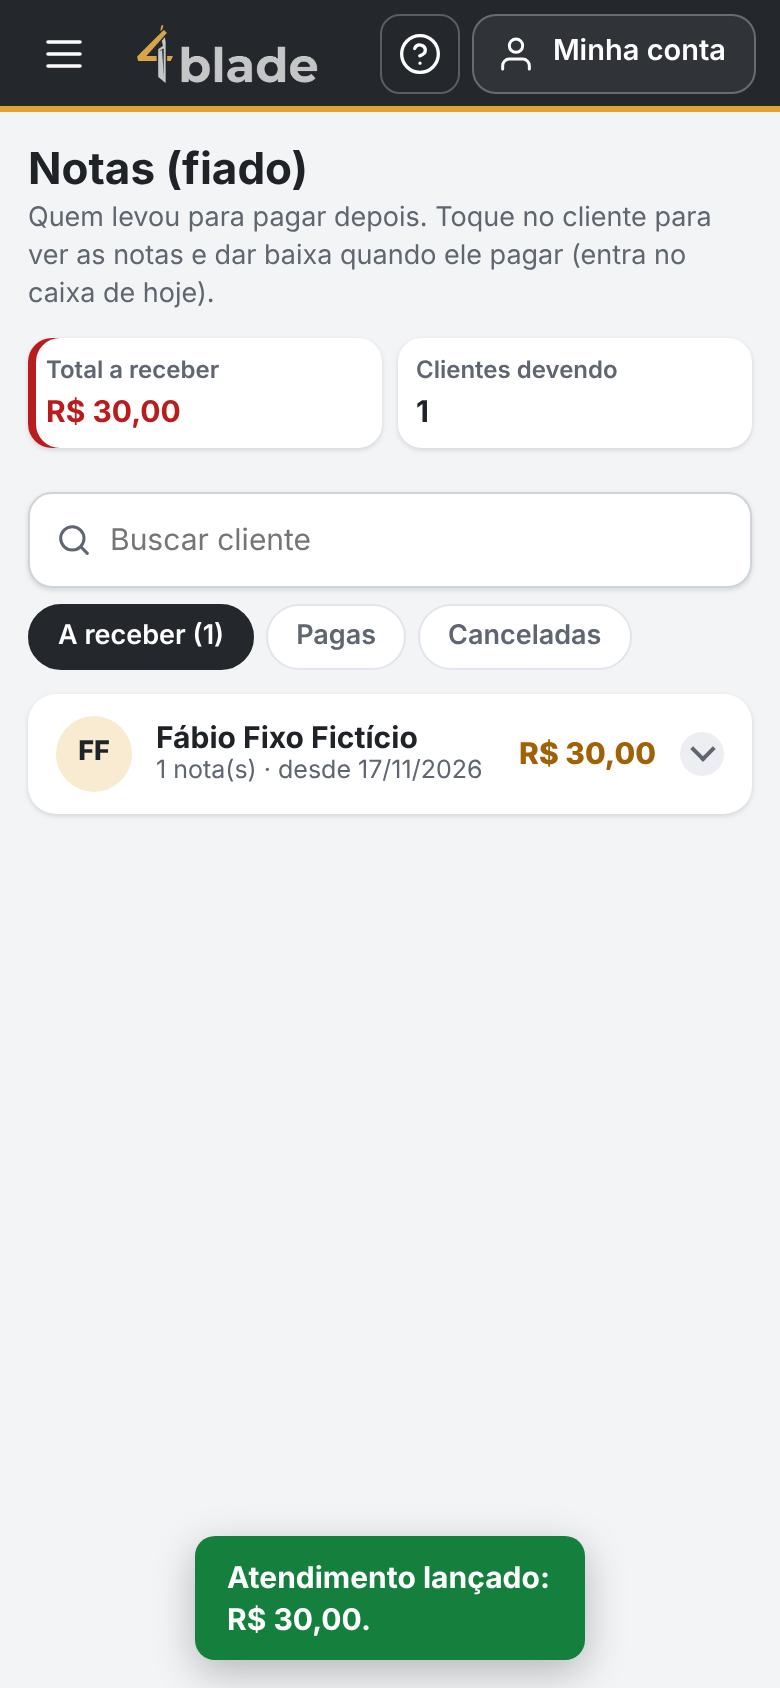 4blade
Minha conta
Notas (fiado)
Quem levou para pagar depois. Toque no cliente para
ver as notas e dar baixa quando ele pagar (entra no
caixa de hoje).
Total a receber
R$ 30,00
Clientes devendo
1
Buscar cliente
A receber (1)
Pagas
Canceladas
FF
Fábio Fixo Fictício
1 nota(s) · desde 17/11/2026
R$ 30,00
Atendimento lançado:
R$ 30,00.